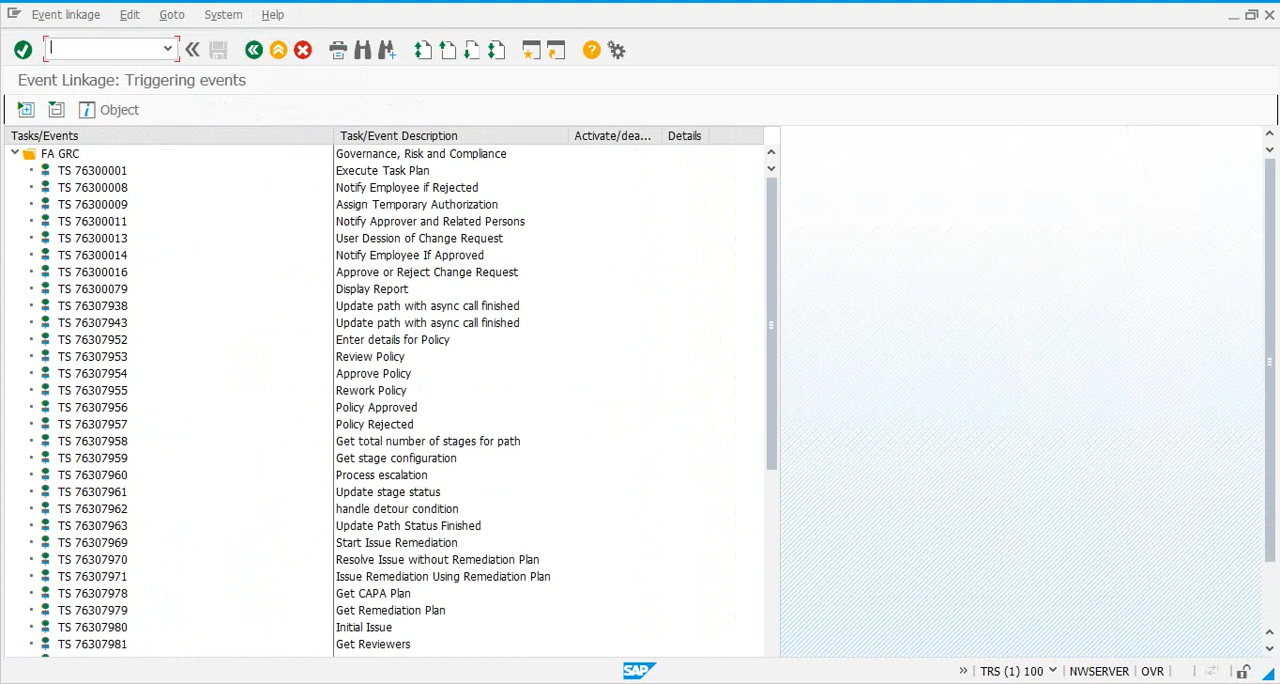 Event linkage Edit Goto System Help
Event Linkage: Triggering events
Object
Tasks/Events Task/Event Description Activate/dea... Details
FA GRC Governance, Risk and Compliance
TS 76300001 Execute Task Plan
TS 76300008 Notify Employee if Rejected
TS 76300009 Assign Temporary Authorization
TS 76300011 Notify Approver and Related Persons
TS 76300013 User Dession of Change Request
TS 76300014 Notify Employee If Approved
TS 76300016 Approve or Reject Change Request
TS 76300079 Display Report
TS 76307938 Update path with async call finished
TS 76307943 Update path with async call finished
TS 76307952 Enter details for Policy
TS 76307953 Review Policy
TS 76307954 Approve Policy
TS 76307955 Rework Policy
TS 76307956 Policy Approved
TS 76307957 Policy Rejected
TS 76307958 Get total number of stages for path
TS 76307959 Get stage configuration
TS 76307960 Process escalation
TS 76307961 Update stage status
TS 76307962 handle detour condition
TS 76307963 Update Path Status Finished
TS 76307969 Start Issue Remediation
TS 76307970 Resolve Issue without Remediation Plan
TS 76307971 Issue Remediation Using Remediation Plan
TS 76307978 Get CAPA Plan
TS 76307979 Get Remediation Plan
TS 76307980 Initial Issue
TS 76307981 Get Reviewers
SAP TRS (1) 100 NWSERVER OVR